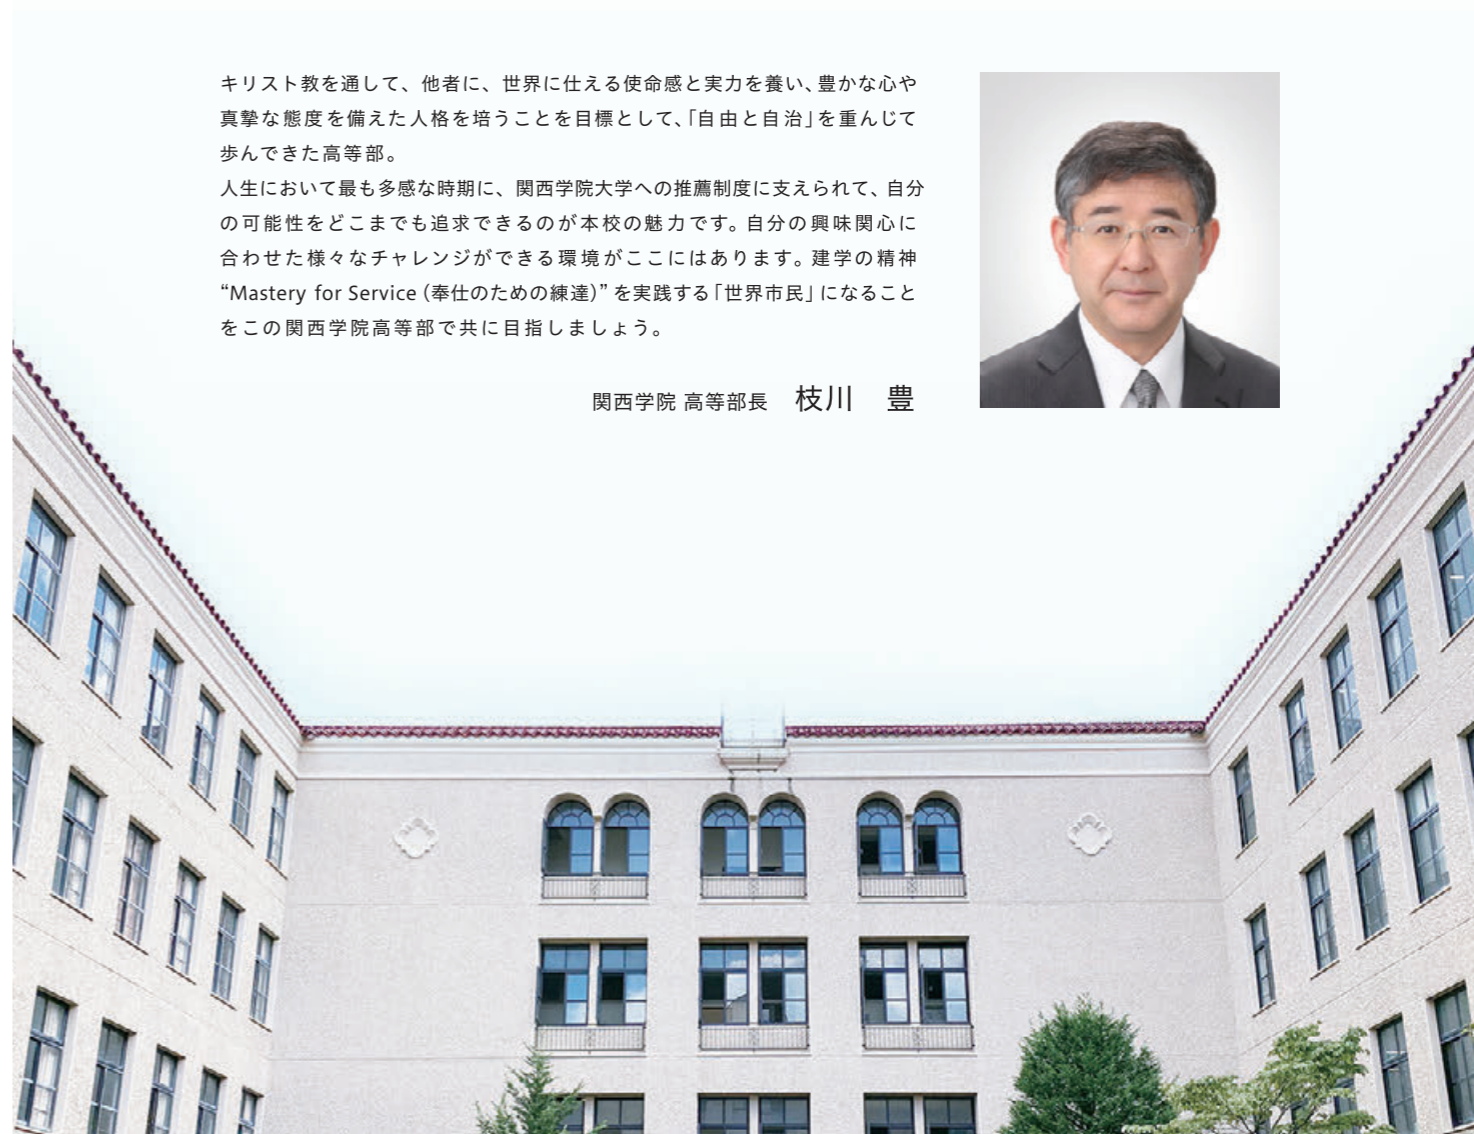 キリスト教を通して、他者に、世界に仕える使命感と実力を養い、豊かな心や
真摯な態度を備えた人格を培うことを目標として、「自由と自治」を重んじて
歩んできた高等部。
人生において最も多感な時期に、関西学院大学への推薦制度に支えられて、自分
の可能性をどこまでも追求できるのが本校の魅力です。自分の興味関心に
合わせた様々なチャレンジができる環境がここにはあります。建学の精神
“Mastery for Service（奉仕のための練達）”を実践する「世界市民」になること
をこの関西学院高等部で共に目指しましょう。
関西学院 高等部長　枝川　豊